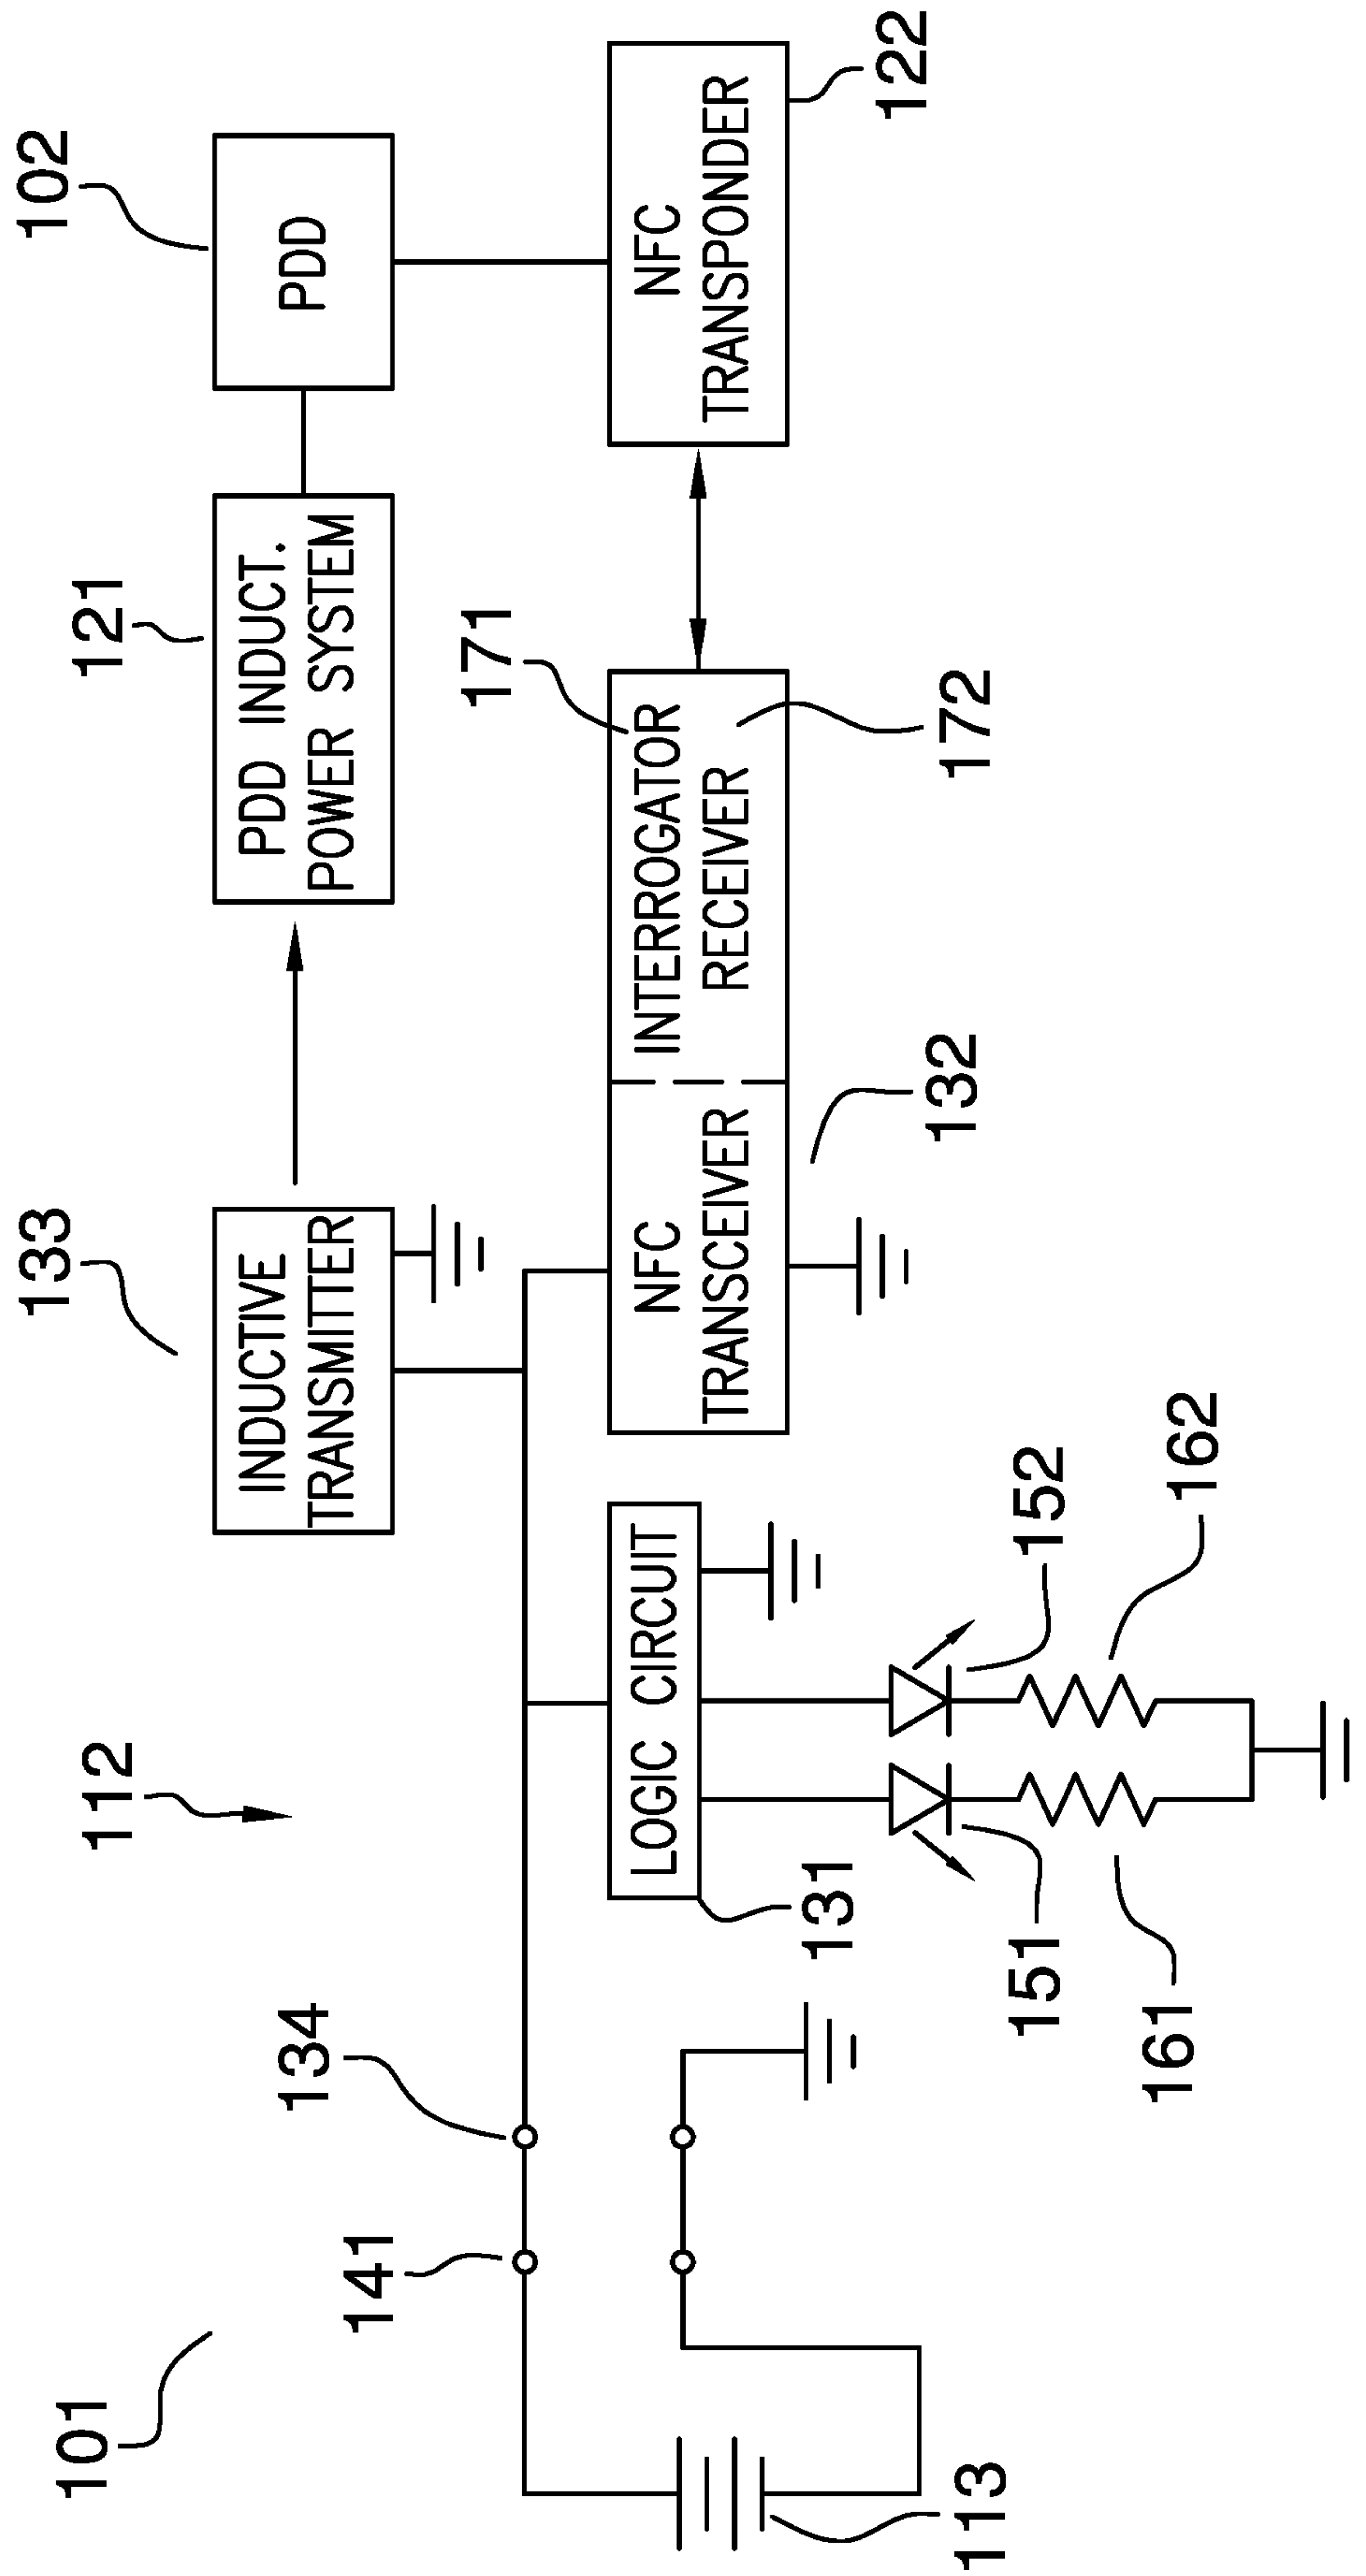 101
112
133
121
102
141
134
INDUCTIVE
TRANSMITTER
PDD INDUCT.
POWER SYSTEM
PDD
171
LOGIC CIRCUIT
NFC
TRANSCEIVER
INTERROGATOR
RECEIVER
NFC
TRANSPONDER
131
132
172
122
113
151
152
161
162